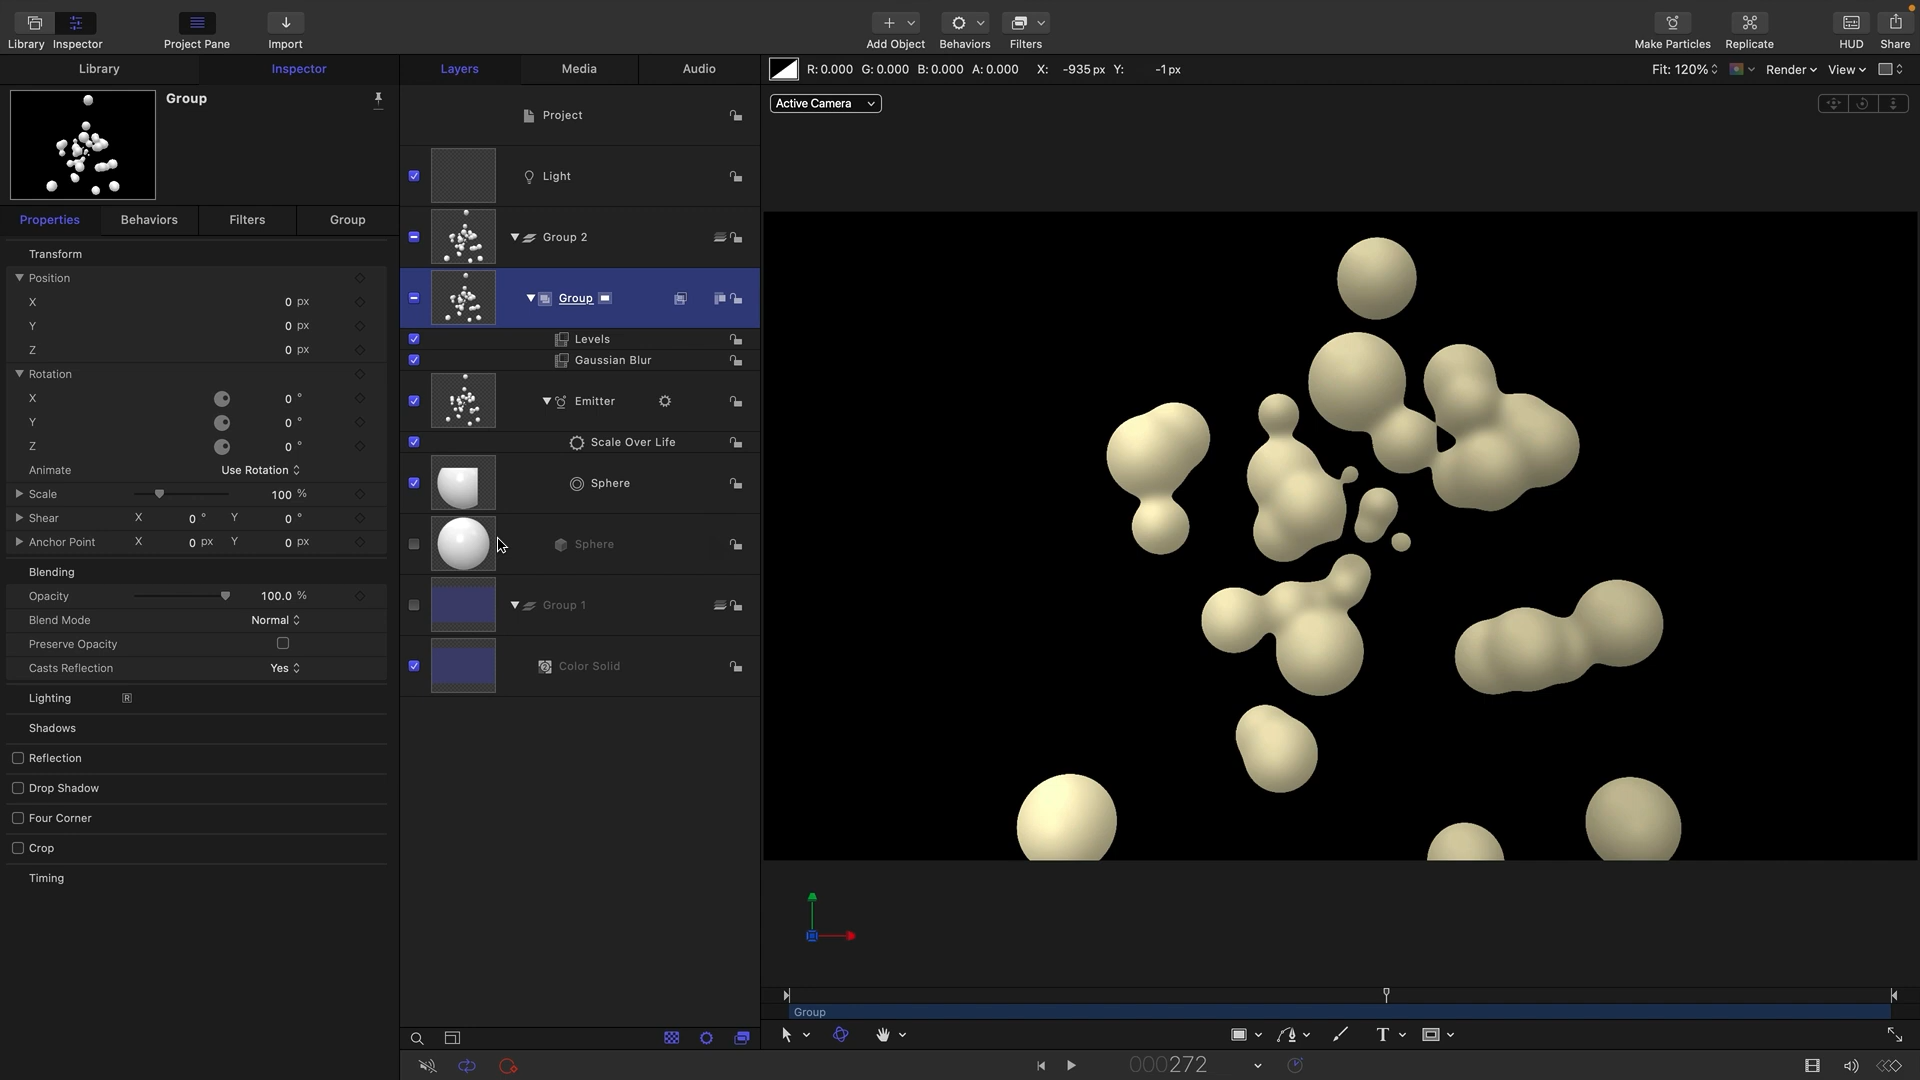 Library Inspector Project Pane Import Add Object Behaviors Filters Make Particles Replicate HUD Share
Library Inspector Layers Media Audio R: 0.000 G: 0.000 B: 0.000 A: 0.000 X: -935 px Y: -1 px Fit: 120% Render View
Group
Active Camera
Project
Light
Properties Behaviors Filters Group
Group 2
Transform
Position
X 0 px
Y 0 px
Z 0 px
Group
Levels
Gaussian Blur
Rotation
X 0 °
Y 0 °
Z 0 °
Emitter
Scale Over Life
Animate Use Rotation
Scale 100 %
Shear X 0 ° Y 0 °
Anchor Point X 0 px Y 0 px
Sphere
Sphere
Blending
Opacity 100.0 %
Blend Mode Normal
Preserve Opacity
Casts Reflection Yes
Group 1
Color Solid
Lighting R
Shadows
Reflection
Drop Shadow
Four Corner
Crop
Timing
Group
T
000272